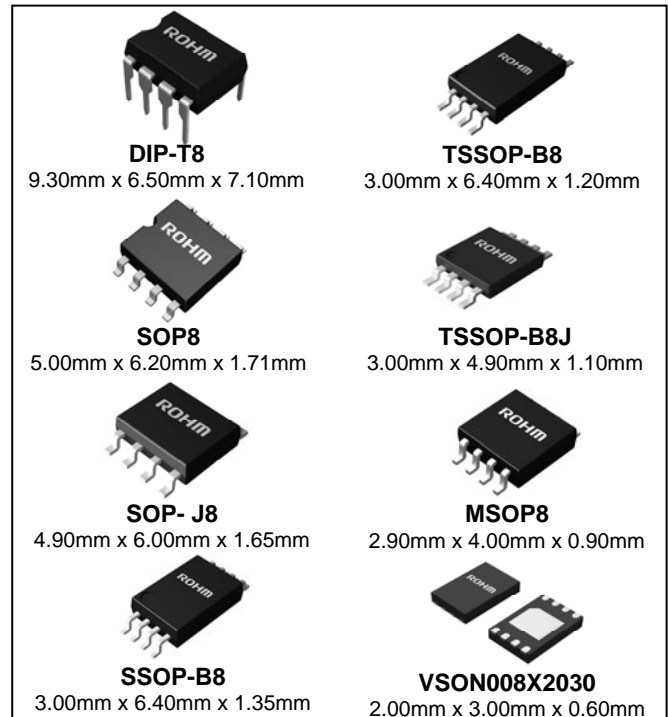 ROHM
DIP-T8
9.30mm x 6.50mm x 7.10mm
ROHM
TSSOP-B8
3.00mm x 6.40mm x 1.20mm
ROHM
SOP8
5.00mm x 6.20mm x 1.71mm
ROHM
TSSOP-B8J
3.00mm x 4.90mm x 1.10mm
ROHM
SOP- J8
4.90mm x 6.00mm x 1.65mm
ROHM
MSOP8
2.90mm x 4.00mm x 0.90mm
ROHM
SSOP-B8
3.00mm x 6.40mm x 1.35mm
ROHM
VSON008X2030
2.00mm x 3.00mm x 0.60mm